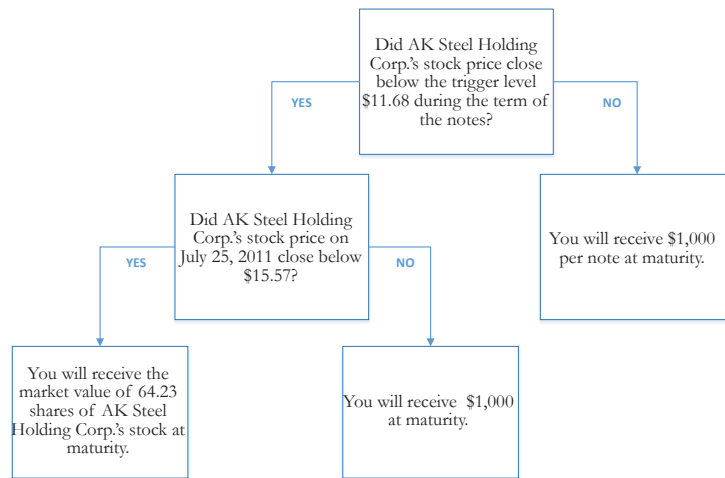 Did AK Steel Holding
Corp.'s stock price close
below the trigger level
$11.68 during the term of
the notes?
YES
NO
Did AK Steel Holding
Corp.'s stock price on
July 25, 2011 close below
$15.57?
You will receive $1,000
per note at maturity.
YES
NO
You will receive the
market value of 64.23
shares of AK Steel
Holding Corp.'s stock at
maturity.
You will receive $1,000
at maturity.